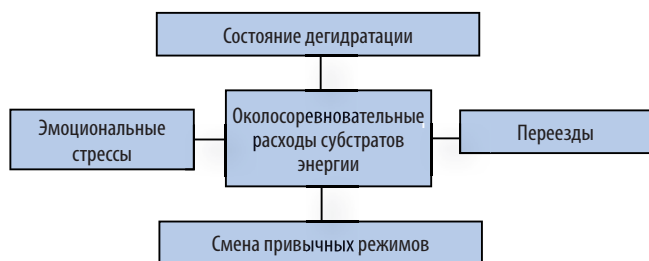 Состояние дегидратации
Эмоциональные
стрессы
Околосоревновательные
расходы субстратов
энергии
Переезды
Смена привычных режимов